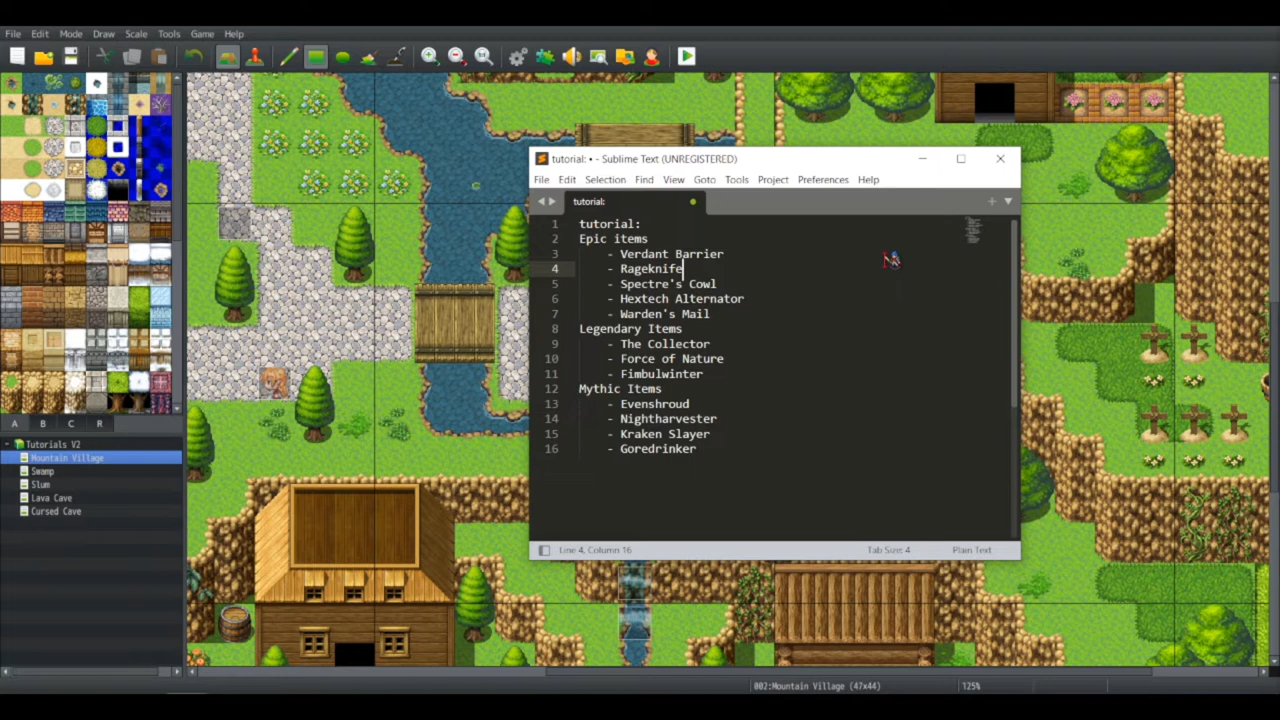 File Edit Mode Draw Scale Tools Game Help
tutorial: • - Sublime Text (UNREGISTERED)
File Edit Selection Find View Goto Tools Project Preferences Help
tutorial:
1 tutorial:
2 Epic items
3 - Verdant Barrier
4 - Rageknife
5 - Spectre's Cowl
6 - Hextech Alternator
7 - Warden's Mail
8 Legendary Items
9 - The Collector
10 - Force of Nature
11 - Fimbulwinter
12 Mythic Items
13 - Evenshroud
14 - Nightharvester
15 - Kraken Slayer
16 - Goredrinker
Line 4, Column 16 Tab Size: 4 Plain Text
A B C R
Tutorials V2
Mountain Village
Swamp
Slum
Lava Cave
Cursed Cave
002:Mountain Village (47x44) 125%